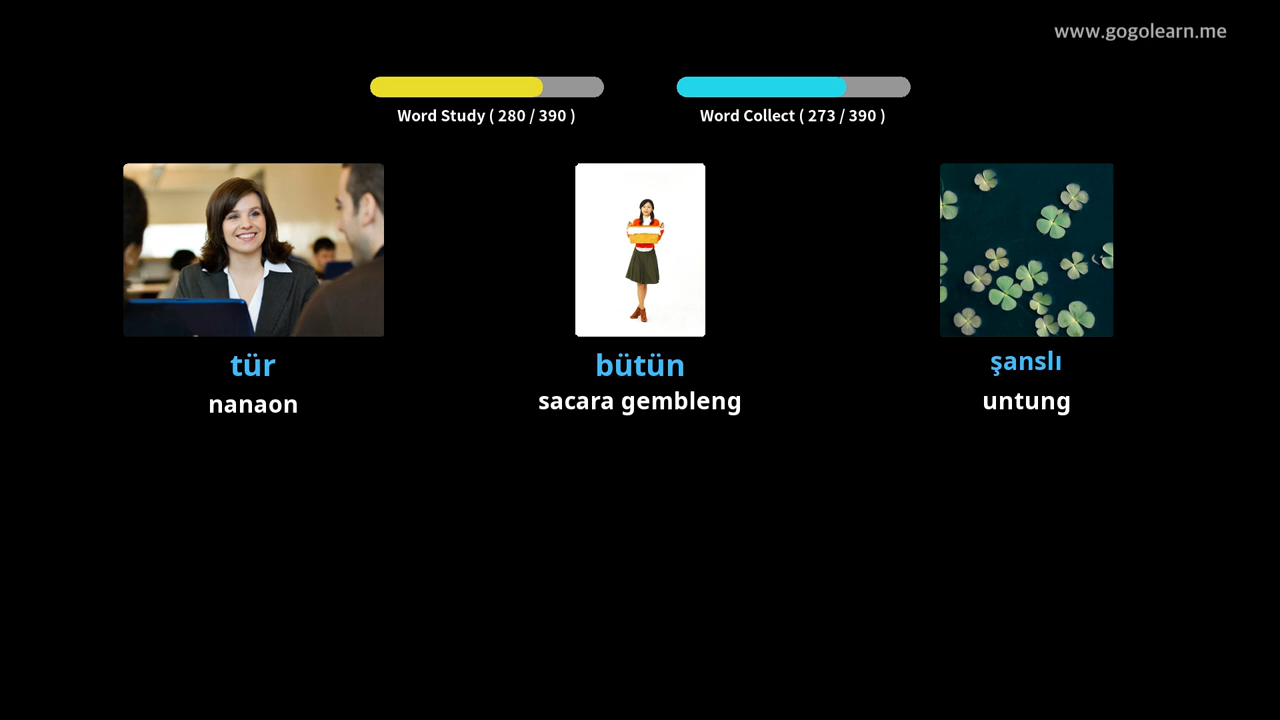 www.gogolearn.me
Word Study ( 280 / 390 )
Word Collect ( 273 / 390 )
tür
nanaon
bütün
sacara gembleng
şanslı
untung